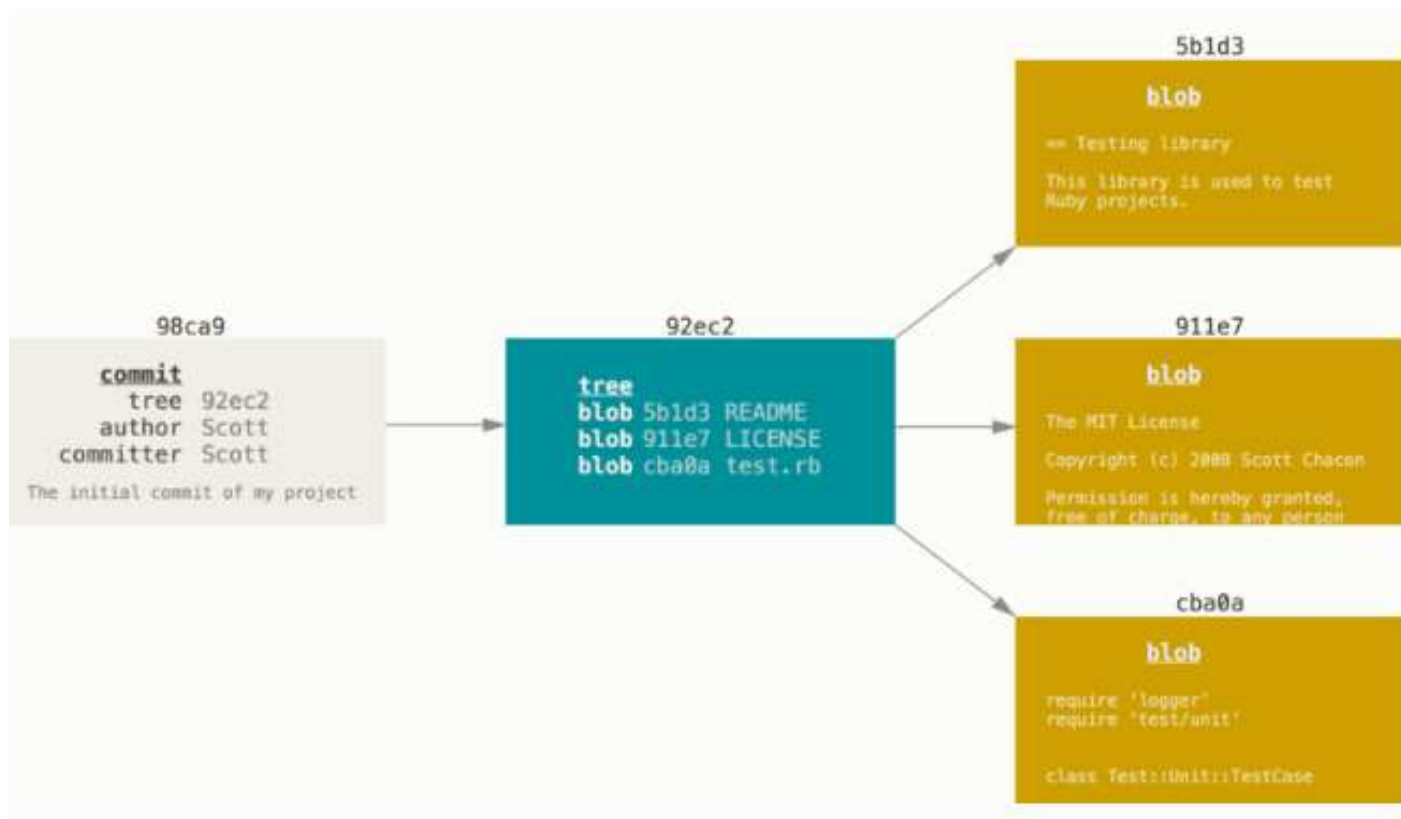 5b1d3
blob
== Testing library
This library is used to test
Ruby projects.
98ca9
commit
tree 92ec2
author Scott
committer Scott
The initial commit of my project
92ec2
tree
blob 5b1d3 README
blob 911e7 LICENSE
blob cba0a test.rb
911e7
blob
The MIT License
Copyright (c) 2008 Scott Chacon
Permission is hereby granted,
free of charge, to any person
cba0a
blob
require 'logger'
require 'test/unit'
class Test::Unit::TestCase